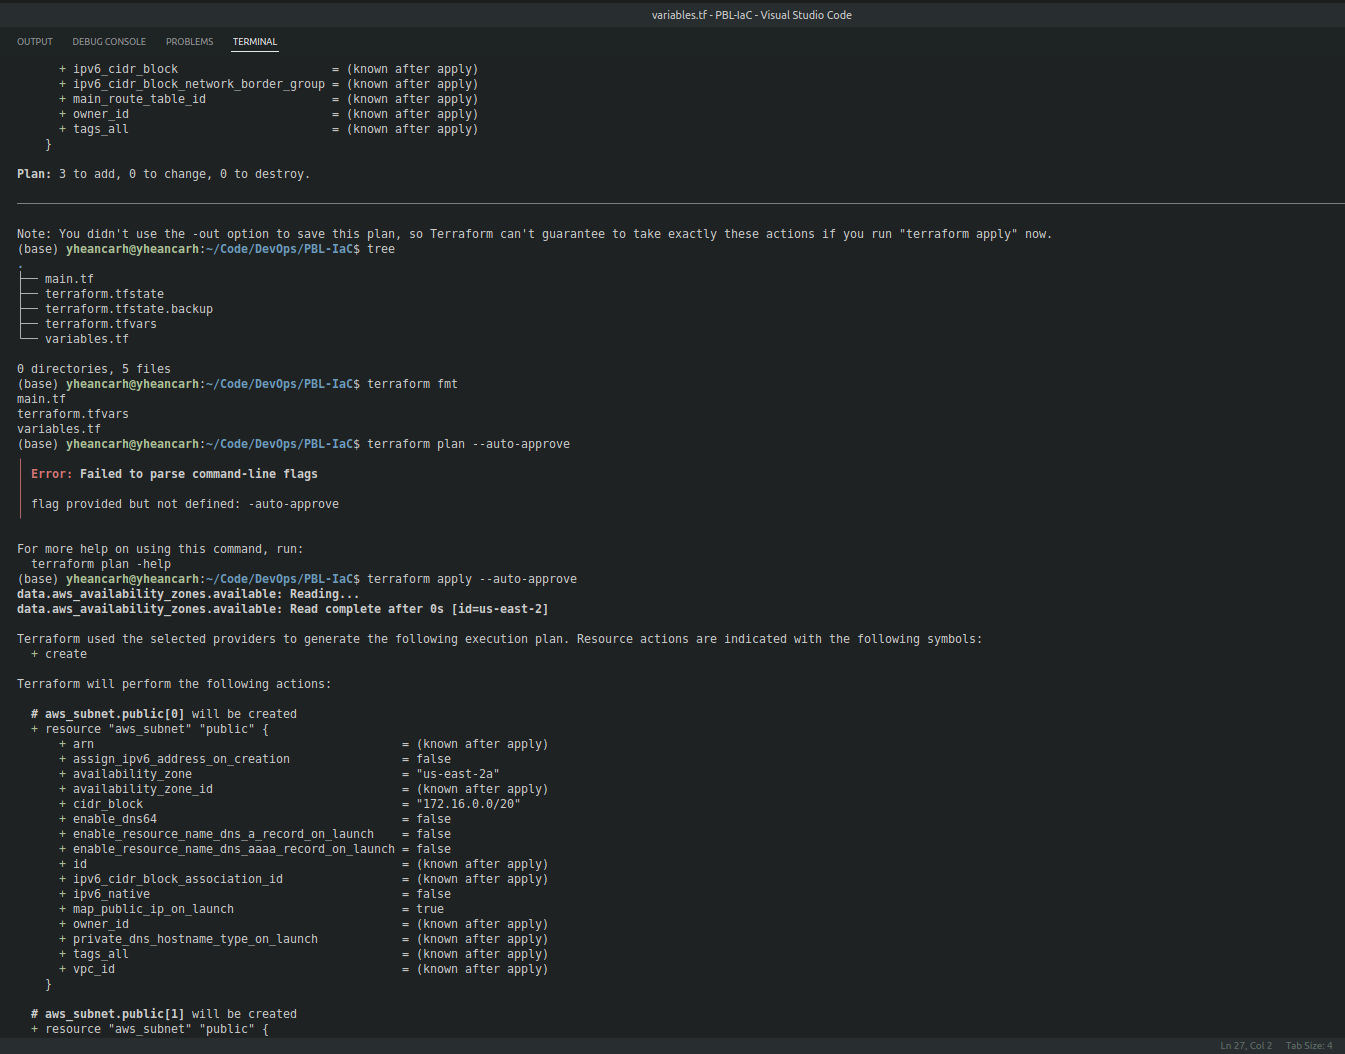 variables.tf - PBL-IaC - Visual Studio Code
OUTPUT DEBUG CONSOLE PROBLEMS TERMINAL
+ ipv6_cidr_block = (known after apply)
+ ipv6_cidr_block_network_border_group = (known after apply)
+ main_route_table_id = (known after apply)
+ owner_id = (known after apply)
+ tags_all = (known after apply)
}
Plan: 3 to add, 0 to change, 0 to destroy.
Note: You didn't use the -out option to save this plan, so Terraform can't guarantee to take exactly these actions if you run "terraform apply" now.
(base) yheancarh@yheancarh:~/Code/DevOps/PBL-IaC$ tree
.
├── main.tf
├── terraform.tfstate
├── terraform.tfstate.backup
├── terraform.tfvars
└── variables.tf
0 directories, 5 files
(base) yheancarh@yheancarh:~/Code/DevOps/PBL-IaC$ terraform fmt
main.tf
terraform.tfvars
variables.tf
(base) yheancarh@yheancarh:~/Code/DevOps/PBL-IaC$ terraform plan --auto-approve
Error: Failed to parse command-line flags
flag provided but not defined: -auto-approve
For more help on using this command, run:
terraform plan -help
(base) yheancarh@yheancarh:~/Code/DevOps/PBL-IaC$ terraform apply --auto-approve
data.aws_availability_zones.available: Reading...
data.aws_availability_zones.available: Read complete after 0s [id=us-east-2]
Terraform used the selected providers to generate the following execution plan. Resource actions are indicated with the following symbols:
+ create
Terraform will perform the following actions:
# aws_subnet.public[0] will be created
+ resource "aws_subnet" "public" {
+ arn = (known after apply)
+ assign_ipv6_address_on_creation = false
+ availability_zone = "us-east-2a"
+ availability_zone_id = (known after apply)
+ cidr_block = "172.16.0.0/20"
+ enable_dns64 = false
+ enable_resource_name_dns_a_record_on_launch = false
+ enable_resource_name_dns_aaaa_record_on_launch = false
+ id = (known after apply)
+ ipv6_cidr_block_association_id = (known after apply)
+ ipv6_native = false
+ map_public_ip_on_launch = true
+ owner_id = (known after apply)
+ private_dns_hostname_type_on_launch = (known after apply)
+ tags_all = (known after apply)
+ vpc_id = (known after apply)
}
# aws_subnet.public[1] will be created
+ resource "aws_subnet" "public" {
Ln 27, Col 2 Tab Size: 4